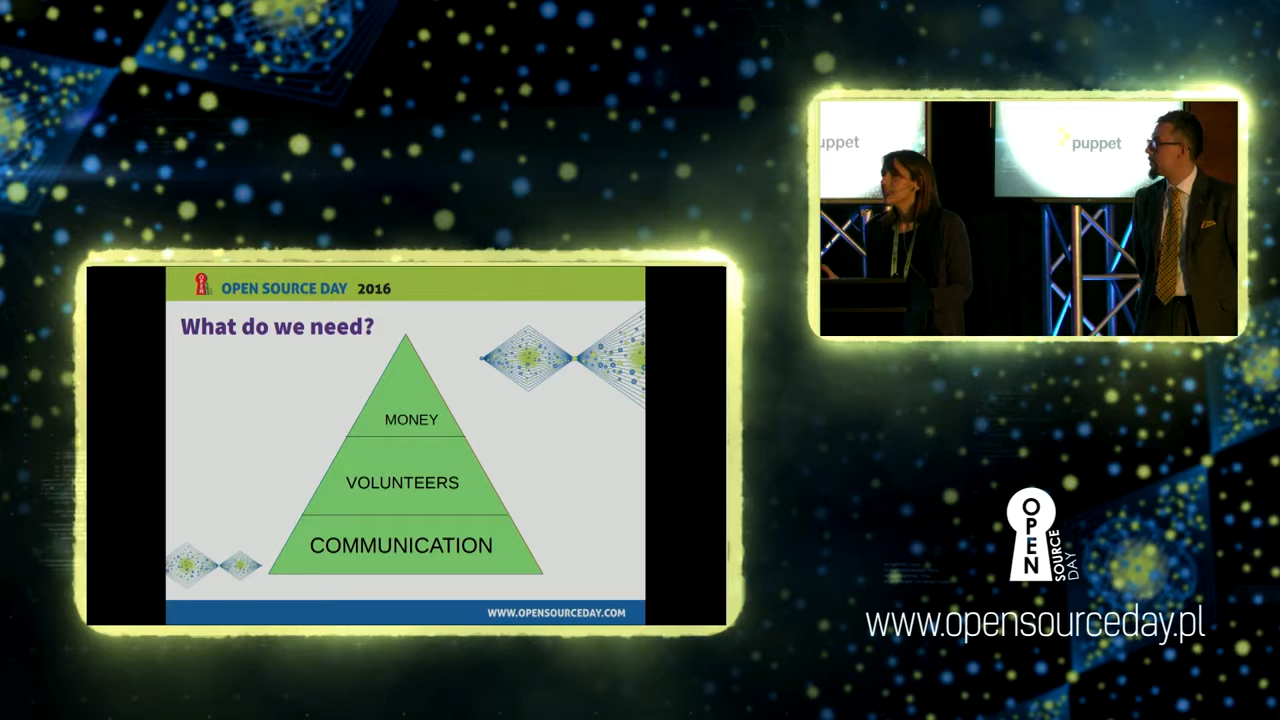 OPEN SOURCE DAY 2016
What do we need?
MONEY
VOLUNTEERS
COMMUNICATION
WWW.OPENSOURCEDAY.COM
uppet
puppet
OPEN
SOURCE
DAY
www.opensourceday.pl